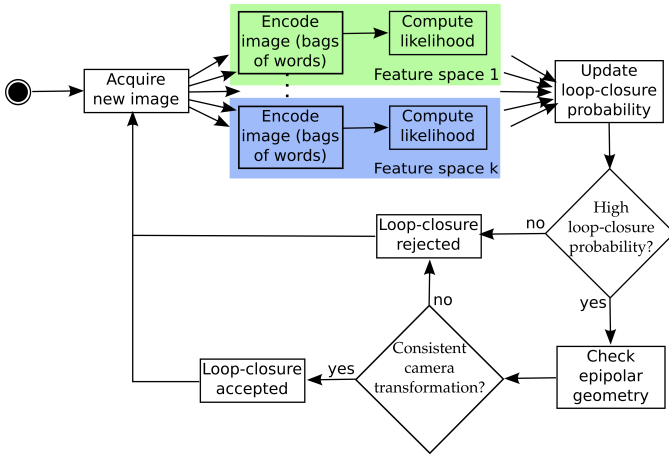 Acquire
new image
Encode
image (bags
of words)
Compute
likelihood
Feature space 1
Encode
image (bags
of words)
Compute
likelihood
Feature space k
Update
loop-closure
probability
High
loop-closure
probability?
no
yes
Loop-closure
rejected
Check
epipolar
geometry
Consistent
camera
transformation?
no
yes
Loop-closure
accepted